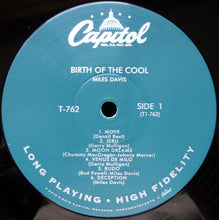 Capitol
BIRTH OF THE COOL
MILES DAVIS
T-762
SIDE 1
(T1-762)
1. MOVE
(Denzil Best)
2. JERU
(Gerry Mulligan)
3. MOON DREAMS
(Chummy MacGregor-Johnny Mercer)
4. VENUS DE MILO
(Gerry Mulligan)
5. BUDO
(Bud Powell-Miles Davis)
6. DECEPTION
(Miles Davis)
LONG PLAYING • HIGH FIDELITY